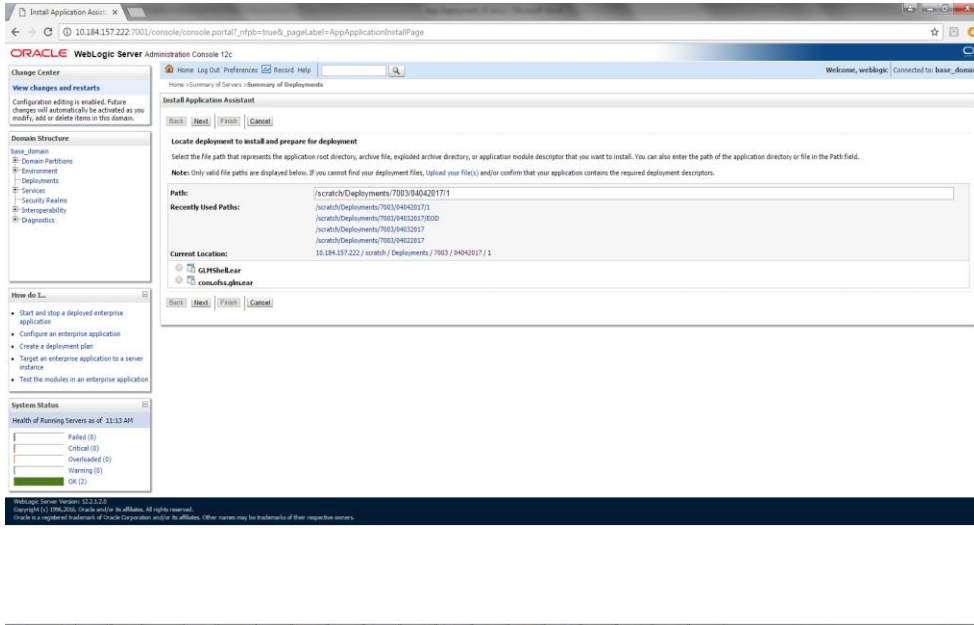 Install Application Assist:
10.184.157.222:7001/console/console.portal?_nfpb=true&_pageLabel=AppApplicationInstallPage
ORACLE WebLogic Server Administration Console 12c
Change Center
View changes and restarts
Configuration editing is enabled. Future
changes will automatically be activated as you
modify, add or delete items in this domain.
Domain Structure
base_domain
Domain Partitions
Environment
Deployments
Services
Security Realms
Interoperability
Diagnostics
How do I...
Start and stop a deployed enterprise
application
Configure an enterprise application
Create a deployment plan
Target an enterprise application to a server
instance
Test the modules in an enterprise application
System Status
Health of Running Servers as of 11:13 AM
Failed (0)
Critical (0)
Overloaded (0)
Warning (0)
OK (2)
Home Log Out Preferences Record Help
Welcome, weblogic Connected to: base_domai
Home >Summary of Servers >Summary of Deployments
Install Application Assistant
Back Next Finish Cancel
Locate deployment to install and prepare for deployment
Select the file path that represents the application root directory, archive file, exploded archive directory, or application module descriptor that you want to install. You can also enter the path of the application directory or file in the Path field.
Note: Only valid file paths are displayed below. If you cannot find your deployment files, Upload your file(s) and/or confirm that your application contains the required deployment descriptors.
Path: /scratch/Deployments/7003/04042017/1
Recently Used Paths: /scratch/Deployments/7003/04042017/1
/scratch/Deployments/7003/04032017/EOD
/scratch/Deployments/7003/04032017
/scratch/Deployments/7003/04022017
Current Location: 10.184.157.222 / scratch / Deployments / 7003 / 04042017 / 1
GLMShell.ear
com.ofss.glm.ear
Back Next Finish Cancel
WebLogic Server Version: 12.2.1.2.0
Copyright (c) 1996,2016, Oracle and/or its affiliates. All rights reserved.
Oracle is a registered trademark of Oracle Corporation and/or its affiliates. Other names may be trademarks of their respective owners.